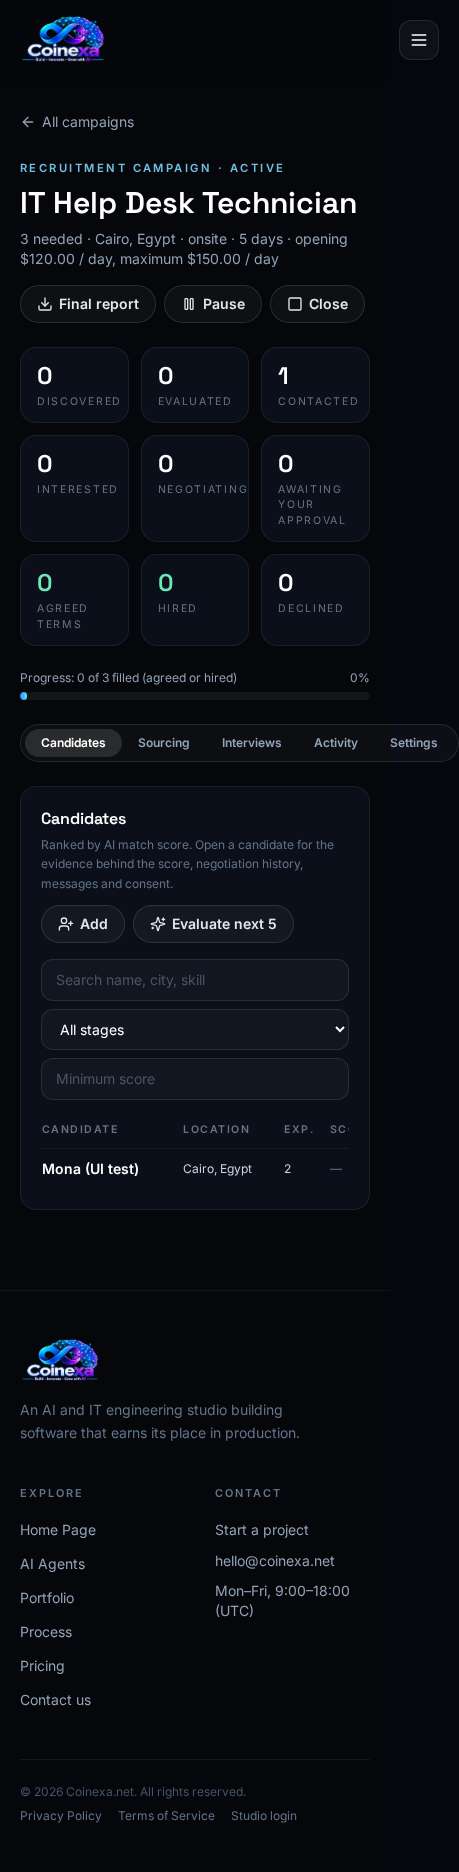 Coinexa
All campaigns
RECRUITMENT CAMPAIGN · ACTIVE
IT Help Desk Technician
3 needed · Cairo, Egypt · onsite · 5 days · opening
$120.00 / day, maximum $150.00 / day
Final report
Pause
Close
0
DISCOVERED
0
EVALUATED
1
CONTACTED
0
INTERESTED
0
NEGOTIATING
0
AWAITING
YOUR
APPROVAL
0
AGREED
TERMS
0
HIRED
0
DECLINED
Progress: 0 of 3 filled (agreed or hired)
0%
Candidates
Sourcing
Interviews
Activity
Settings
Candidates
Ranked by AI match score. Open a candidate for the
evidence behind the score, negotiation history,
messages and consent.
Add
Evaluate next 5
Search name, city, skill
All stages
Minimum score
CANDIDATE
LOCATION
EXP.
Mona (UI test)
Cairo, Egypt
2
—
Coinexa
An AI and IT engineering studio building
software that earns its place in production.
EXPLORE
Home Page
AI Agents
Portfolio
Process
Pricing
Contact us
CONTACT
Start a project
hello@coinexa.net
Mon–Fri, 9:00–18:00
(UTC)
© 2026 Coinexa.net. All rights reserved.
Privacy Policy
Terms of Service
Studio login